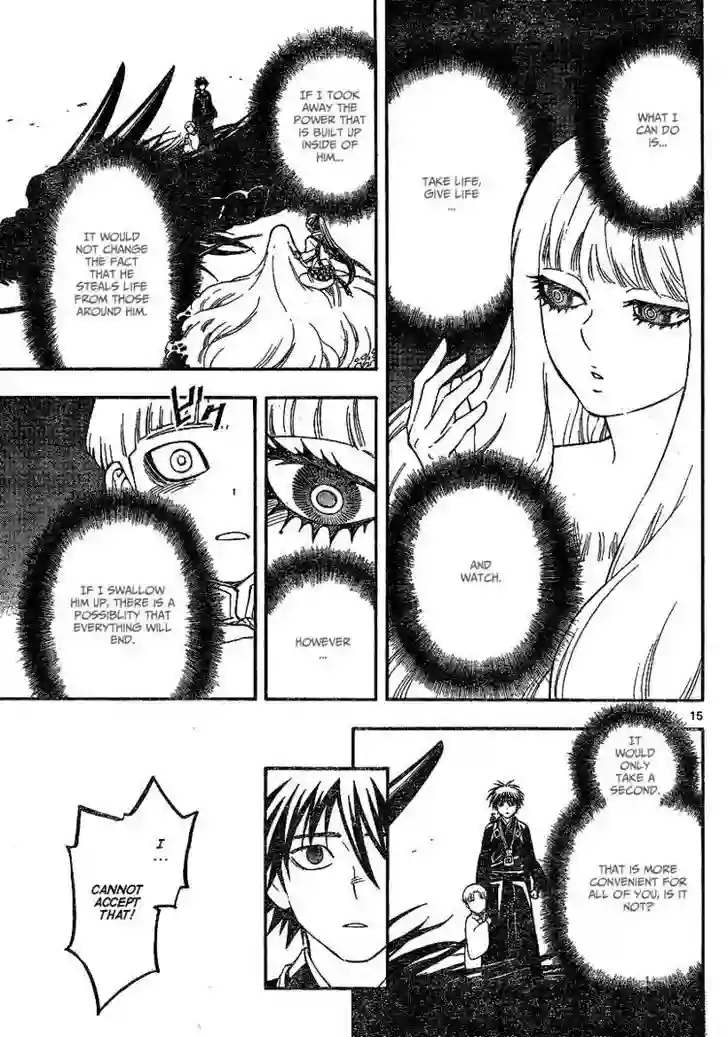 WHAT I
CAN DO
IS...
TAKE LIFE,
GIVE LIFE
...
AND
WATCH.
IF I TOOK
AWAY THE
POWER THAT
IS BUILT UP
INSIDE OF
HIM...
IT WOULD
NOT CHANGE
THE FACT
THAT HE
STEALS LIFE
FROM THOSE
AROUND HIM.
HOWEVER
...
ビク
IF I SWALLOW
HIM UP, THERE IS A
POSSIBLITY THAT
EVERYTHING WILL
END.
15
IT
WOULD
ONLY
TAKE A
SECOND.
THAT IS MORE
CONVENIENT FOR
ALL OF YOU, IS IT
NOT?
I
...
CANNOT
ACCEPT
THAT!